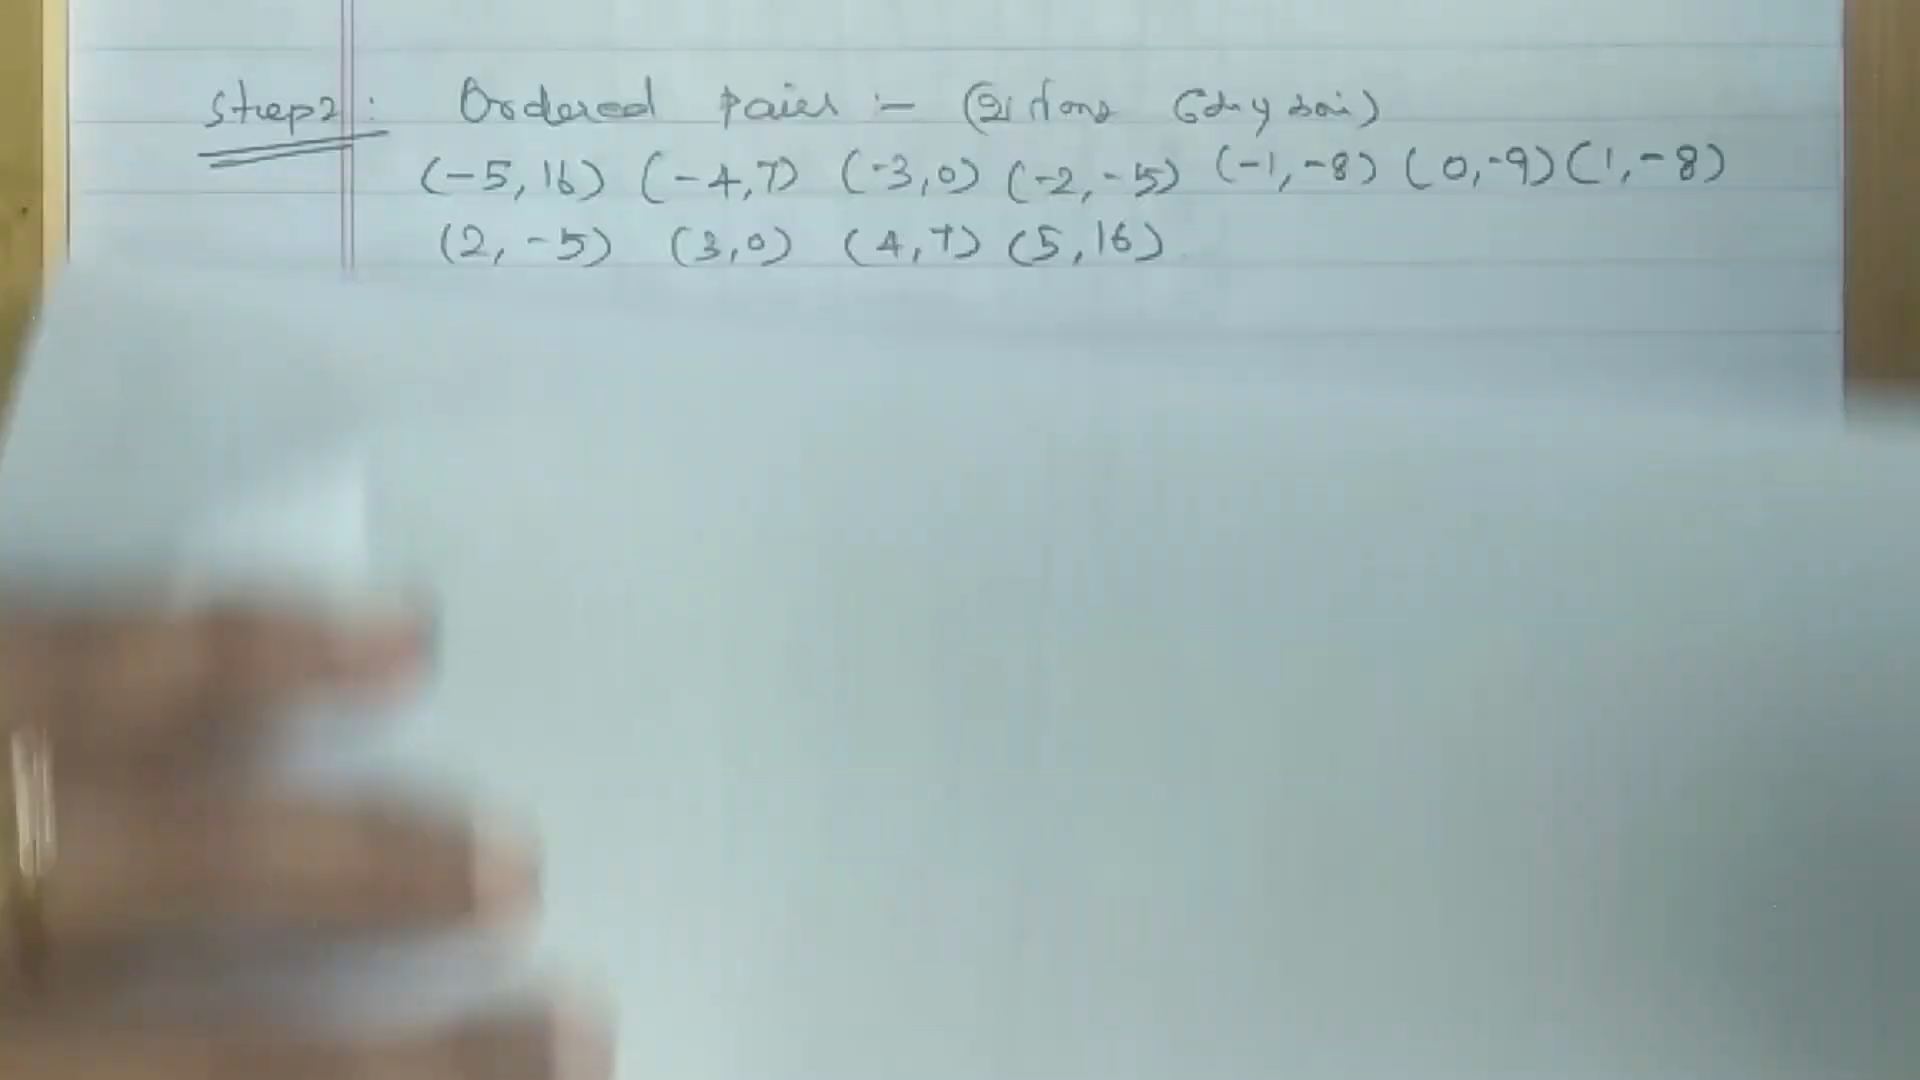 Step2: Ordered pairs :-
(-5,16) (-4,7) (-3,0) (-2,-5) (-1,-8) (0,-9) (1,-8)
(2,-5) (3,0) (4,7) (5,16)